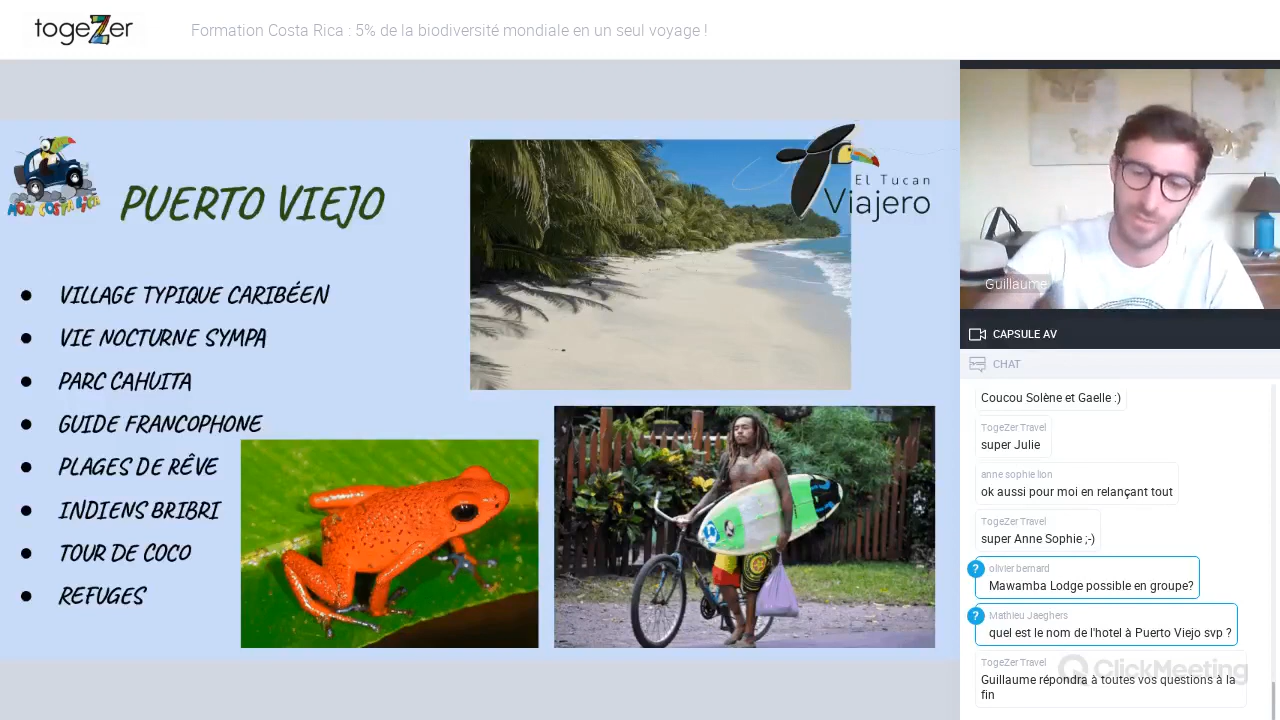 togeZer
Formation Costa Rica : 5% de la biodiversité mondiale en un seul voyage !
MON COSTA RICA
PUERTO VIEJO
El Tucan
Viajero
• VILLAGE TYPIQUE CARIBÉEN
• VIE NOCTURNE SYMPA
• PARC CAHUITA
• GUIDE FRANCOPHONE
• PLAGES DE RÊVE
• INDIENS BRIBRI
• TOUR DE COCO
• REFUGES
Guillaume
CAPSULE AV
CHAT
Coucou Solène et Gaelle :)
TogeZer Travel
super Julie
anne sophie lion
ok aussi pour moi en relançant tout
TogeZer Travel
super Anne Sophie ;-)
?
olivier bernard
Mawamba Lodge possible en groupe?
?
Mathieu Jaeghers
quel est le nom de l'hotel à Puerto Viejo svp ?
TogeZer Travel
Guillaume répondra à toutes vos questions à la
fin
ClickMeeting